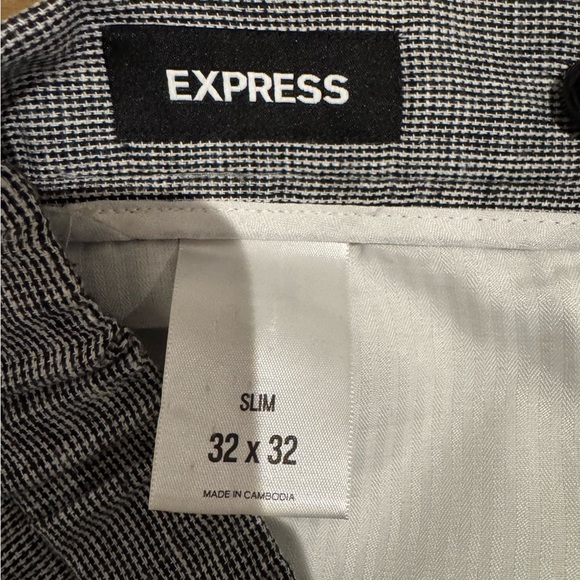 EXPRESS
SLIM
32 x 32
MADE IN CAMBODIA